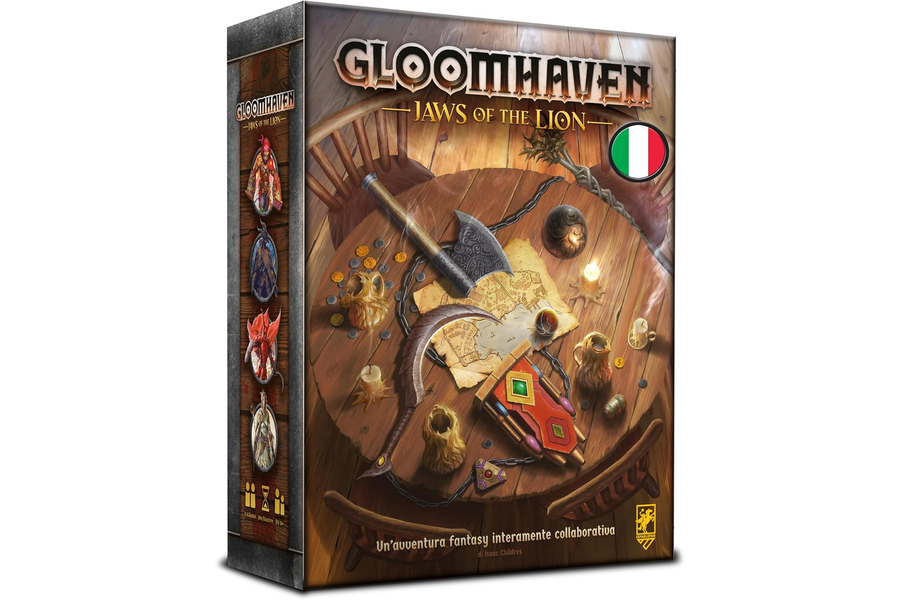 GLOOMHAVEN
JAWS OF THE LION
GLOOMHAVEN
JAWS OF THE LION
Un'avventura fantasy interamente collaborativa
di Isaac Childres